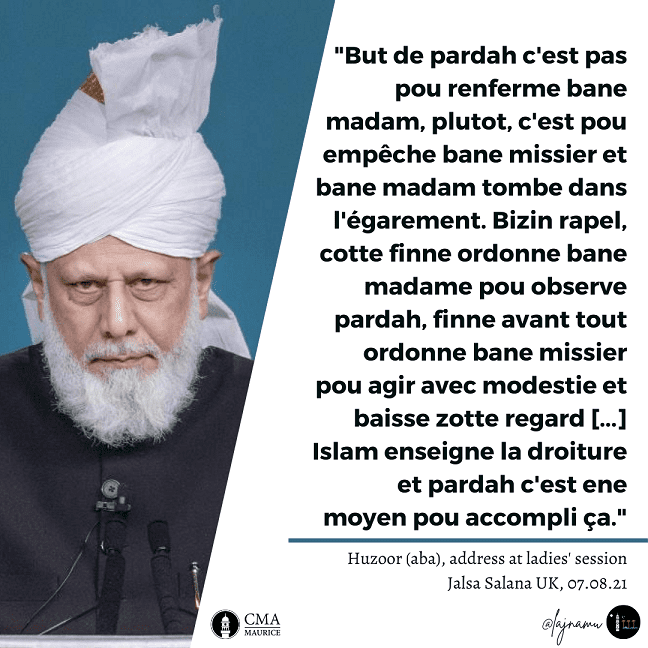 "But de pardah c'est pas
pou renferme bane
madam, plutot, c'est pou
empêche bane missier et
bane madam tombe dans
l'égarement. Bizin rapel,
cotte finne ordonne bane
madame pou observe
pardah, finne avant tout
ordonne bane missier
pou agir avec modestie et
baisse zotte regard [...]
Islam enseigne la droiture
et pardah c'est ene
moyen pou accompli ça."
Huzoor (aba), address at ladies' session
Jalsa Salana UK, 07.08.21
CMA
MAURICE
@lajnamu